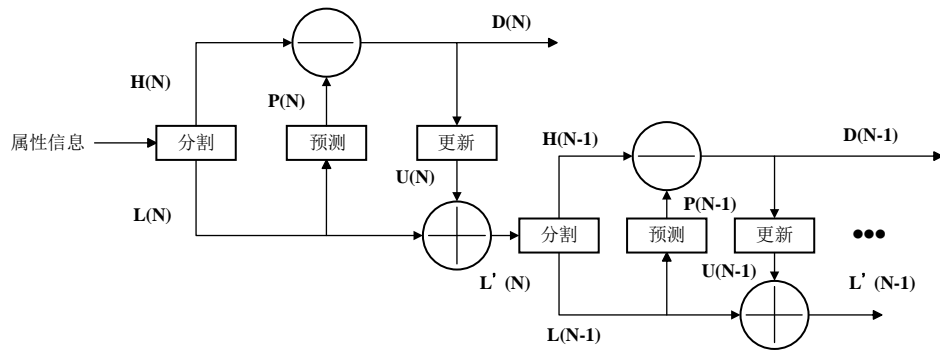 D(N)
H(N)
P(N)
属性信息
分割
预测
更新
H(N-1)
D(N-1)
U(N)
L(N)
P(N-1)
分割
预测
更新
•••
L'(N)
U(N-1)
L'(N-1)
L(N-1)